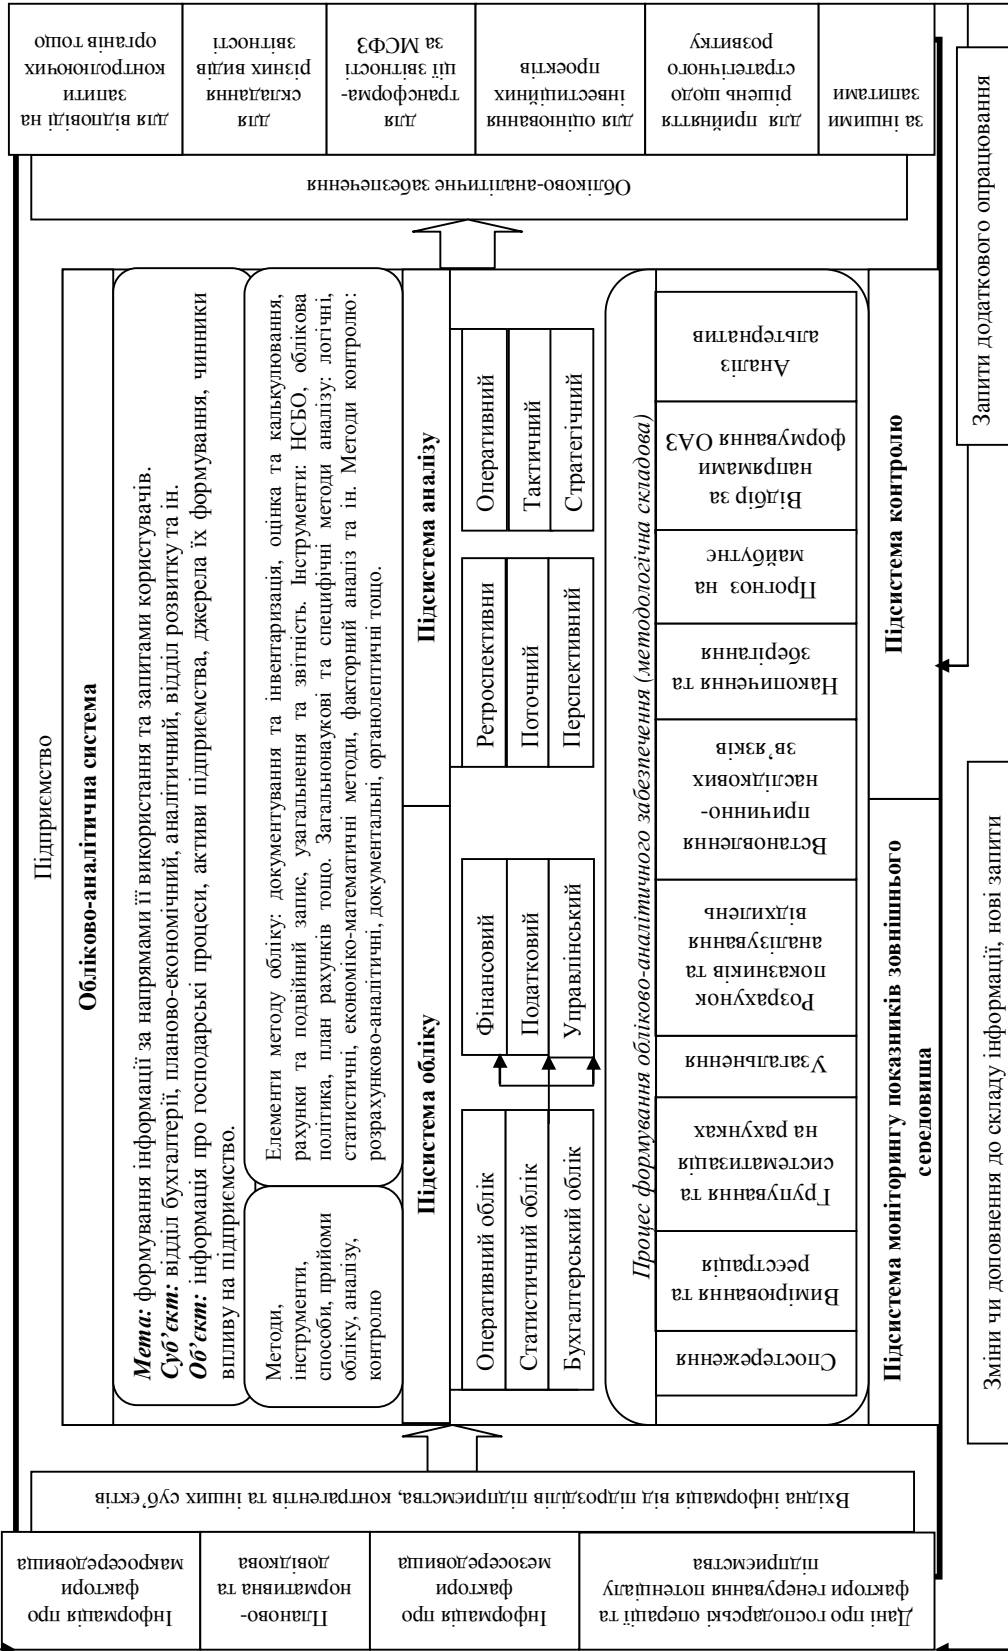 Підприємство
Обліково-аналітична система
Мета: формування інформації за напрямами її використання та запитами користувачів.
Суб’єкт: відділ бухгалтерії, планово-економічний, аналітичний, відділ розвитку та ін.
Об’єкт: інформація про господарські процеси, активи підприємства, джерела їх формування, чинники
впливу на підприємство.
Методи,
інструменти,
способи, прийоми
обліку, аналізу,
контролю
Елементи методу обліку: документування та інвентаризація, оцінка та калькулювання,
рахунки та подвійний запис, узагальнення та звітність. Інструменти: НСБО, облікова
політика, план рахунків тощо. Загальнонаукові та специфічні методи аналізу: логічні,
статистичні, економіко-математичні методи, факторний аналіз та ін. Методи контролю:
розрахунково-аналітичні, документальні, органолептичні тощо.
Підсистема обліку
Підсистема аналізу
Оперативний облік
Статистичний облік
Бухгалтерський облік
Фінансовий
Податковий
Управлінський
Ретроспективни
Поточний
Перспективний
Оперативний
Тактичний
Стратегічний
Процес формування обліково-аналітичного забезпечення (методологічна складова)
Спостереження
Вимірювання та
реєстрація
Групування та
систематизація
на рахунках
Узагальнення
Розрахунок
показників та
аналізування
відхилень
Встановлення
причинно-
наслідкових
зв’язків
Накопичення та
зберігання
Прогноз на
майбутнє
Відбір за
напрямами
формування ОАЗ
Аналіз
альтернатив
Підсистема моніторингу показників зовнішнього
середовища
Підсистема контролю
Вхідна інформація від підрозділів підприємства, контрагентів та інших суб’єктів
Інформація про
фактори
макросередовища
Планово-
нормативна та
довідкова
Інформація про
фактори
мезосередовища
Дані про господарські операції та
фактори генерування потенціалу
підприємства
Обліково-аналітичне забезпечення
для відповіді на
запити
контролюючих
органів тощо
для
складання
різних видів
звітності
для
трансформа-
ції звітності
за МСФЗ
для оцінювання
інвестиційних
проектів
для прийняття
рішень щодо
стратегічного
розвитку
за іншими
запитами
Зміни чи доповнення до складу інформації, нові запити
Запити додаткового опрацювання